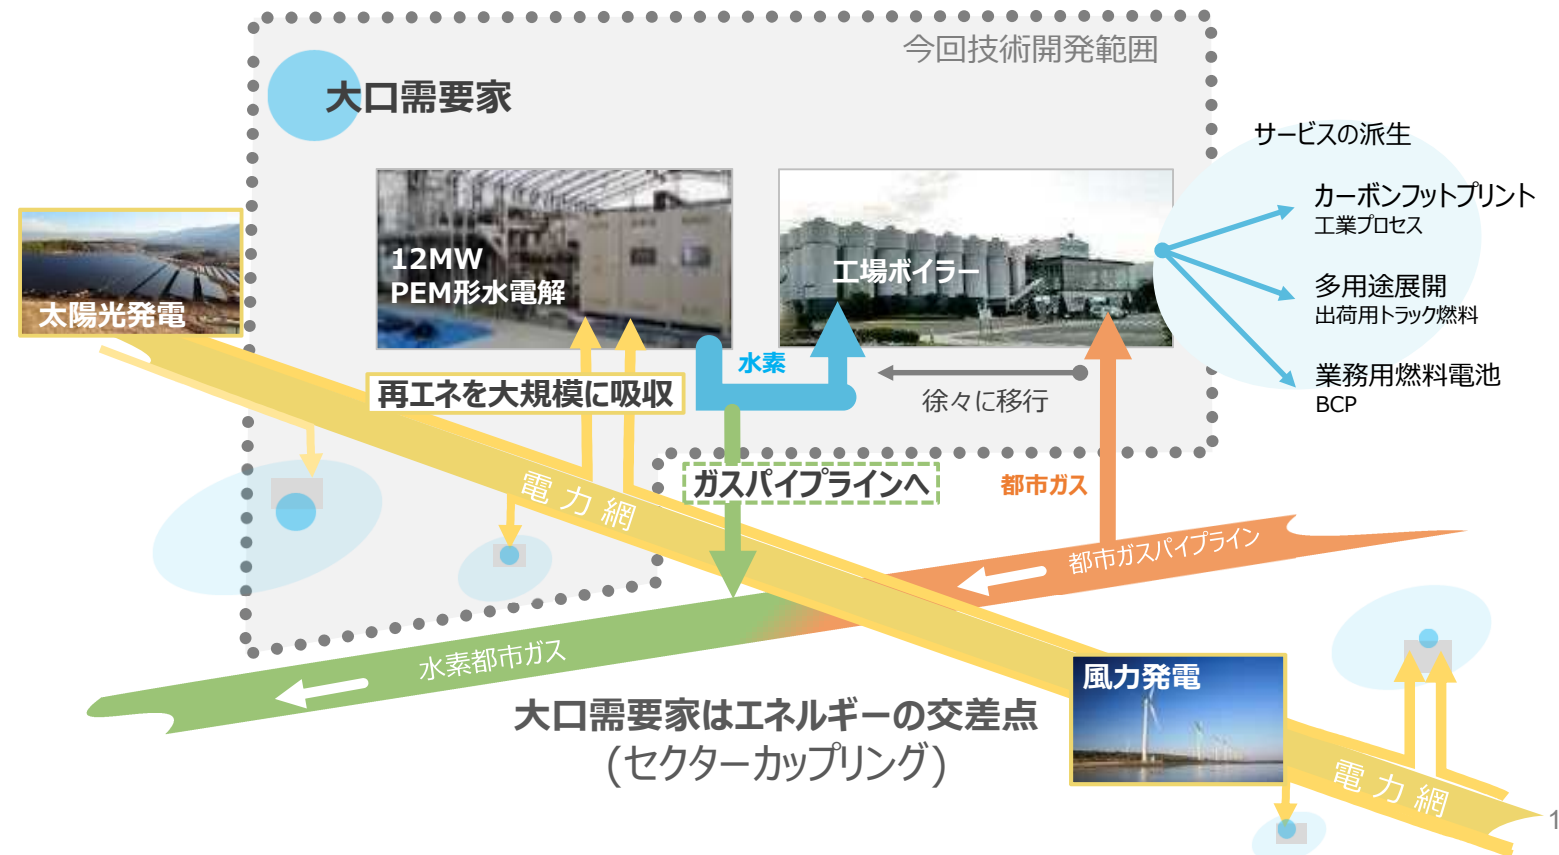 今回技術開発範囲
大口需要家
サービスの派生
カーボンフットプリント
工業プロセス
多用途展開
出荷用トラック燃料
業務用燃料電池
BCP
12MW
PEM形水電解
工場ボイラー
太陽光発電
水素
再エネを大規模に吸収
徐々に移行
ガスパイプラインへ
都市ガス
電力網
都市ガスパイプライン
水素都市ガス
風力発電
大口需要家はエネルギーの交差点
(セクターカップリング)
電力網
1